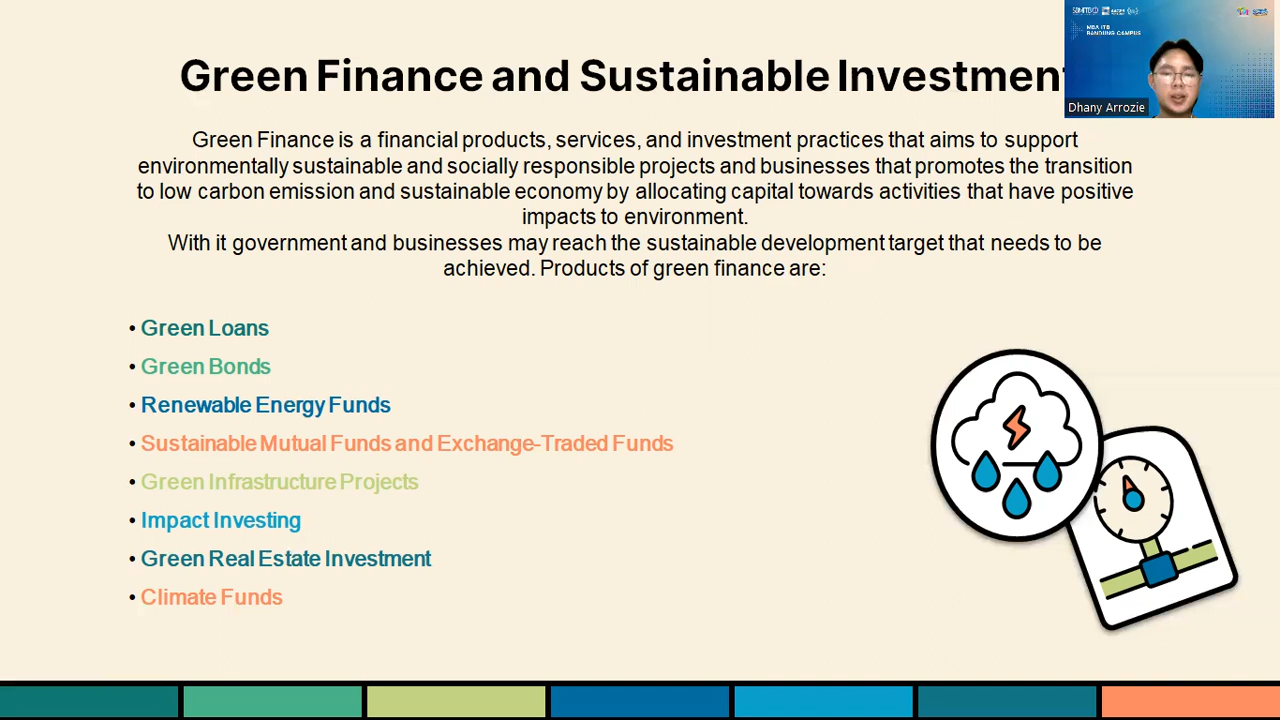 Green Finance and Sustainable Investment
Green Finance is a financial products, services, and investment practices that aims to support
environmentally sustainable and socially responsible projects and businesses that promotes the transition
to low carbon emission and sustainable economy by allocating capital towards activities that have positive
impacts to environment.
With it government and businesses may reach the sustainable development target that needs to be
achieved. Products of green finance are:
• Green Loans
• Green Bonds
• Renewable Energy Funds
• Sustainable Mutual Funds and Exchange-Traded Funds
• Green Infrastructure Projects
• Impact Investing
• Green Real Estate Investment
• Climate Funds
MBA ITB
BANDUNG CAMPUS
Dhany Arrozie